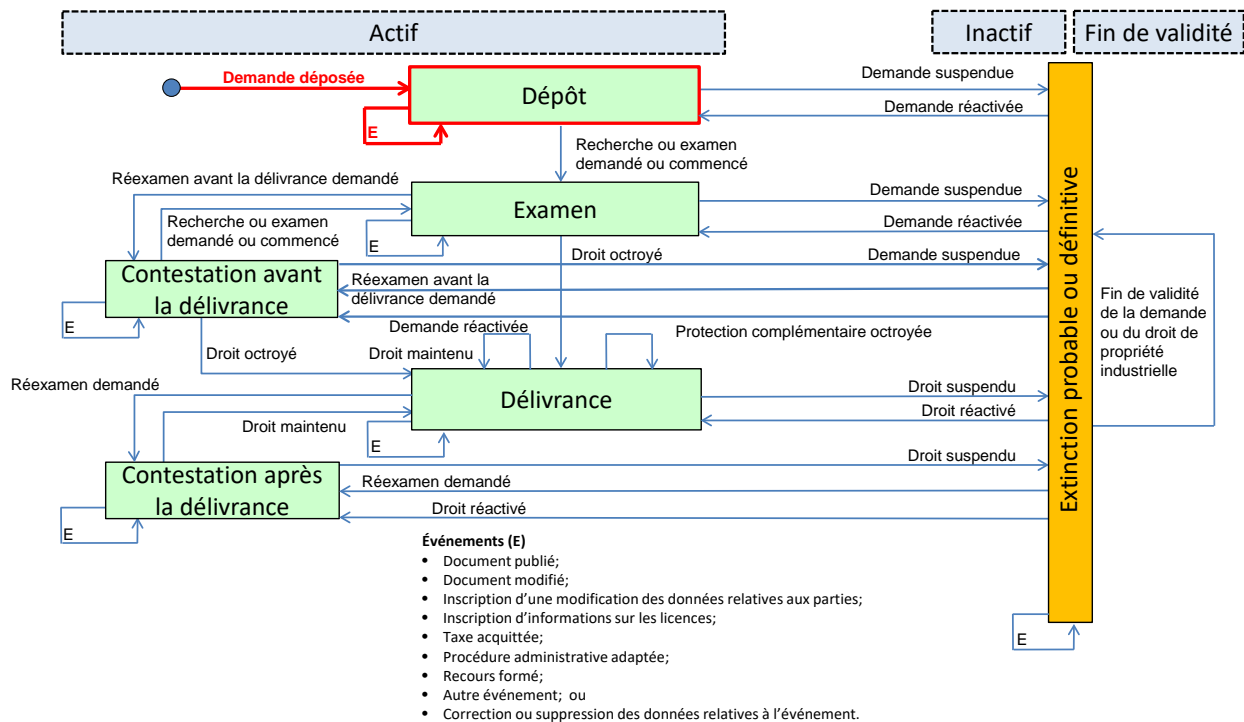 Actif
Inactif
Fin de validité
Demande déposée
Dépôt
Demande suspendue
Demande réactivée
E
Recherche ou examen
demandé ou commencé
Réexamen avant la délivrance demandé
Examen
Demande suspendue
Recherche ou examen
demandé ou commencé
Demande réactivée
E
Droit octroyé
Demande suspendue
Contestation avant
la délivrance
Réexamen avant la
délivrance demandé
E
Demande réactivée
Protection complémentaire octroyée
Droit octroyé
Droit maintenu
Fin de validité
de la demande
ou du droit de
propriété
industrielle
Extinction probable ou définitive
Réexamen demandé
Délivrance
Droit suspendu
Droit réactivé
Droit maintenu
E
Droit suspendu
Contestation après
la délivrance
Réexamen demandé
Droit réactivé
E
Événements (E)
• Document publié;
• Document modifié;
• Inscription d’une modification des données relatives aux parties;
• Inscription d’informations sur les licences;
• Taxe acquittée;
• Procédure administrative adaptée;
• Recours formé;
• Autre événement; ou
• Correction ou suppression des données relatives à l’événement.
E